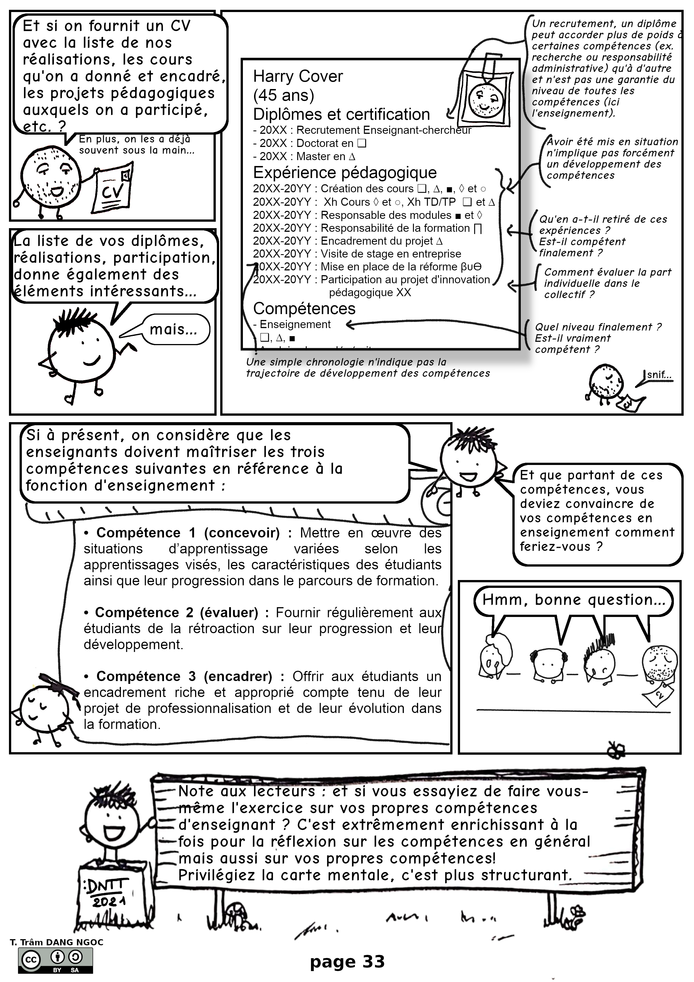 Et si on fournit un CV
avec la liste de nos
réalisations, les cours
qu'on a donné et encadré,
les projets pédagogiques
auxquels on a participé,
etc. ?
En plus, on les a déjà
souvent sous la main...
CV
La liste de vos diplômes,
réalisations, participation,
donne également des
éléments intéressants...
mais...
Harry Cover
(45 ans)
Diplômes et certification
- 20XX : Recrutement Enseignant-chercheur
- 20XX : Doctorat en ❑
- 20XX : Master en ∆
Expérience pédagogique
20XX-20YY : Création des cours ❑, ∆, ■, ◊ et ○
20XX-20YY : Xh Cours ◊ et ○, Xh TD/TP ❑ et ∆
20XX-20YY : Responsable des modules ■ et ◊
20XX-20YY : Responsabilité de la formation ∏
20XX-20YY : Encadrement du projet ∆
20XX-20YY : Visite de stage en entreprise
20XX-20YY : Mise en place de la réforme βυΘ
20XX-20YY : Participation au projet d'innovation
pédagogique XX
Compétences
- Enseignement
❑, ∆, ■
Un recrutement, un diplôme
peut accorder plus de poids à
certaines compétences (ex.
recherche ou responsabilité
administrative) qu'à d'autre
et n'est pas une garantie du
niveau de toutes les
compétences (ici
l'enseignement).
Avoir été mis en situation
n'implique pas forcément
un développement des
compétences
Qu'en a-t-il retiré de ces
expériences ?
Est-il compétent
finalement ?
Comment évaluer la part
individuelle dans le
collectif ?
Quel niveau finalement ?
Est-il vraiment
compétent ?
Une simple chronologie n'indique pas la
trajectoire de développement des compétences
snif...
Si à présent, on considère que les
enseignants doivent maîtriser les trois
compétences suivantes en référence à la
fonction d'enseignement :
• Compétence 1 (concevoir) : Mettre en œuvre des
situations d'apprentissage variées selon les
apprentissages visés, les caractéristiques des étudiants
ainsi que leur progression dans le parcours de formation.
• Compétence 2 (évaluer) : Fournir régulièrement aux
étudiants de la rétroaction sur leur progression et leur
développement.
• Compétence 3 (encadrer) : Offrir aux étudiants un
encadrement riche et approprié compte tenu de leur
projet de professionnalisation et de leur évolution dans
la formation.
Et que partant de ces
compétences, vous
deviez convaincre de
vos compétences en
enseignement comment
feriez-vous ?
Hmm, bonne question...
CV
Note aux lecteurs : et si vous essayiez de faire vous-
même l'exercice sur vos propres compétences
d'enseignant ? C'est extrêmement enrichissant à la
fois pour la réflexion sur les compétences en général
mais aussi sur vos propres compétences!
Privilégiez la carte mentale, c'est plus structurant.
:DNTT
2021
T. Trâm DANG NGOC
cc
BY SA
page 33